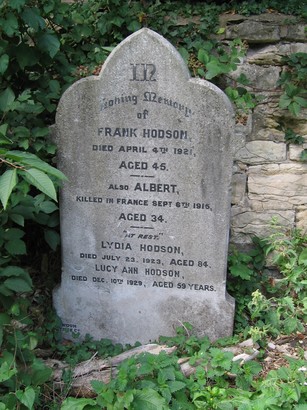 IN
Loving Memory
of
FRANK HODSON,
DIED APRIL 4TH 1921,
AGED 45.
ALSO ALBERT,
KILLED IN FRANCE SEPT 6TH 1915,
AGED 34.
"AT REST."
LYDIA HODSON,
DIED JULY 23, 1923, AGED 84.
LUCY ANN HODSON,
DIED DEC. 10TH 1929, AGED 59 YEARS.